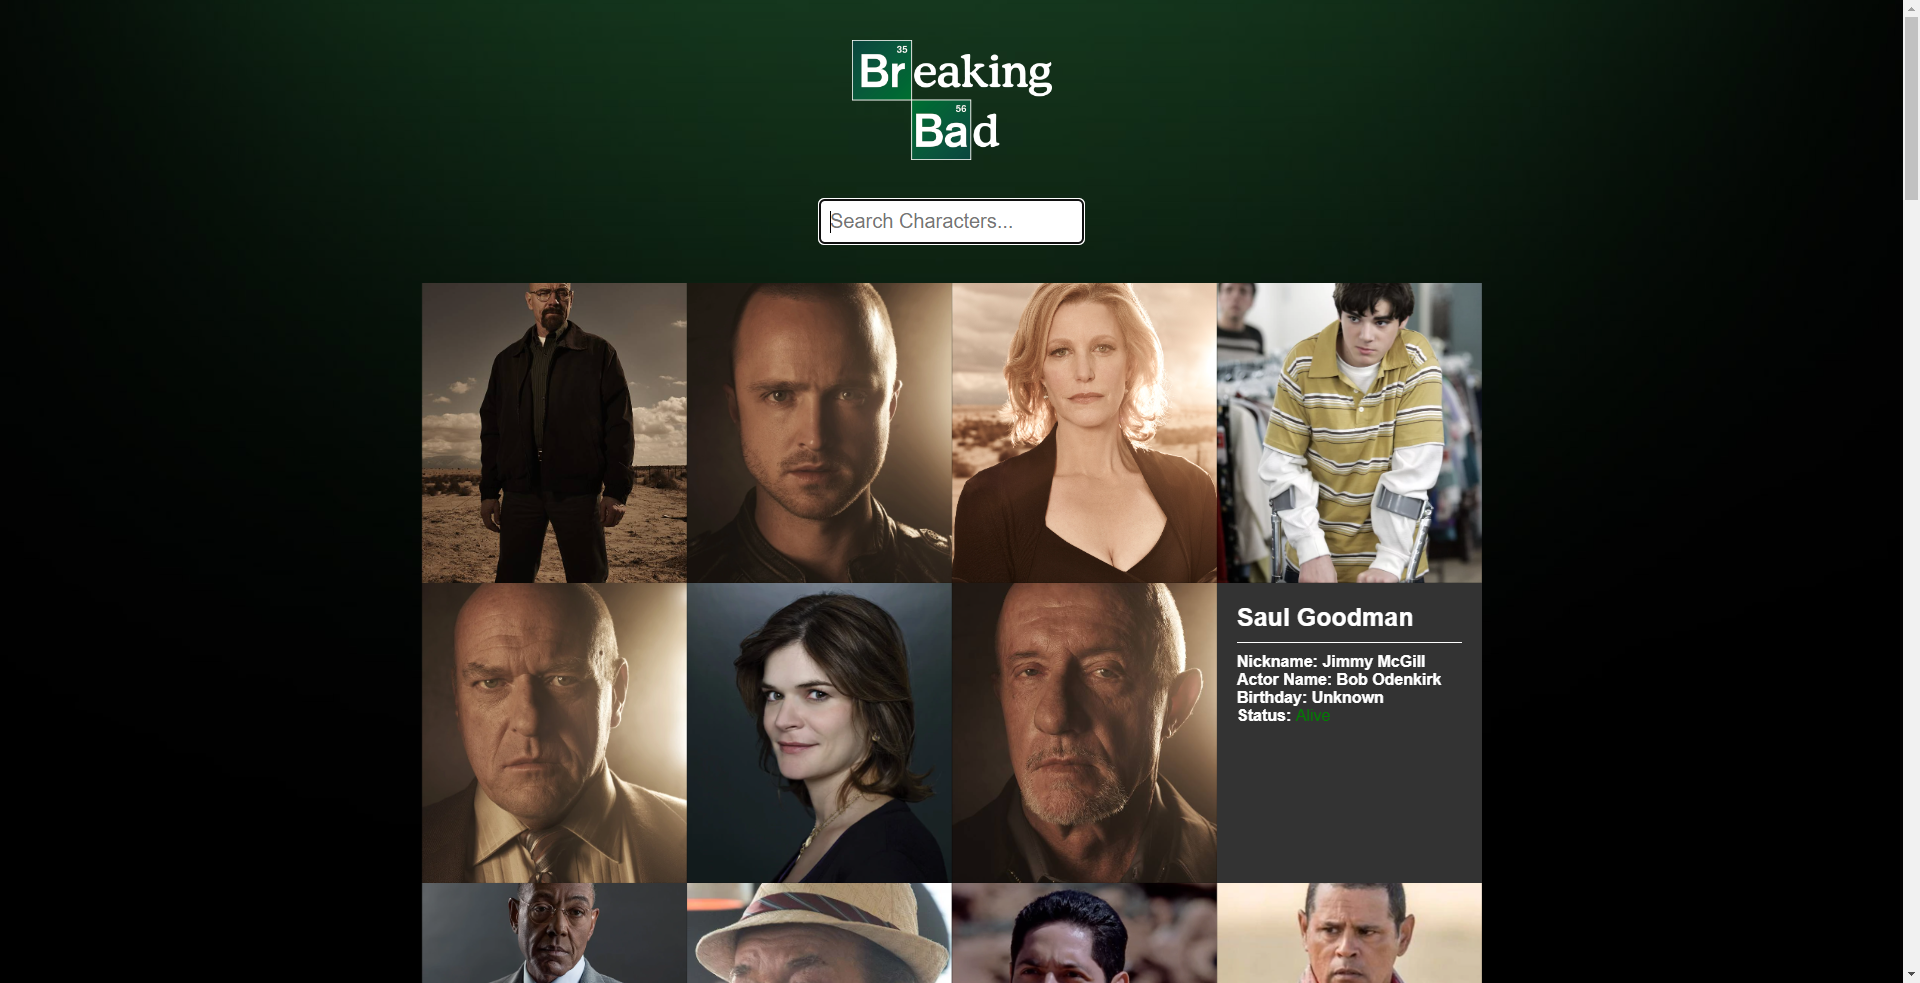 35
Breaking
56
Bad
Search Characters...
Saul Goodman
Nickname: Jimmy McGill
Actor Name: Bob Odenkirk
Birthday: Unknown
Status: Alive